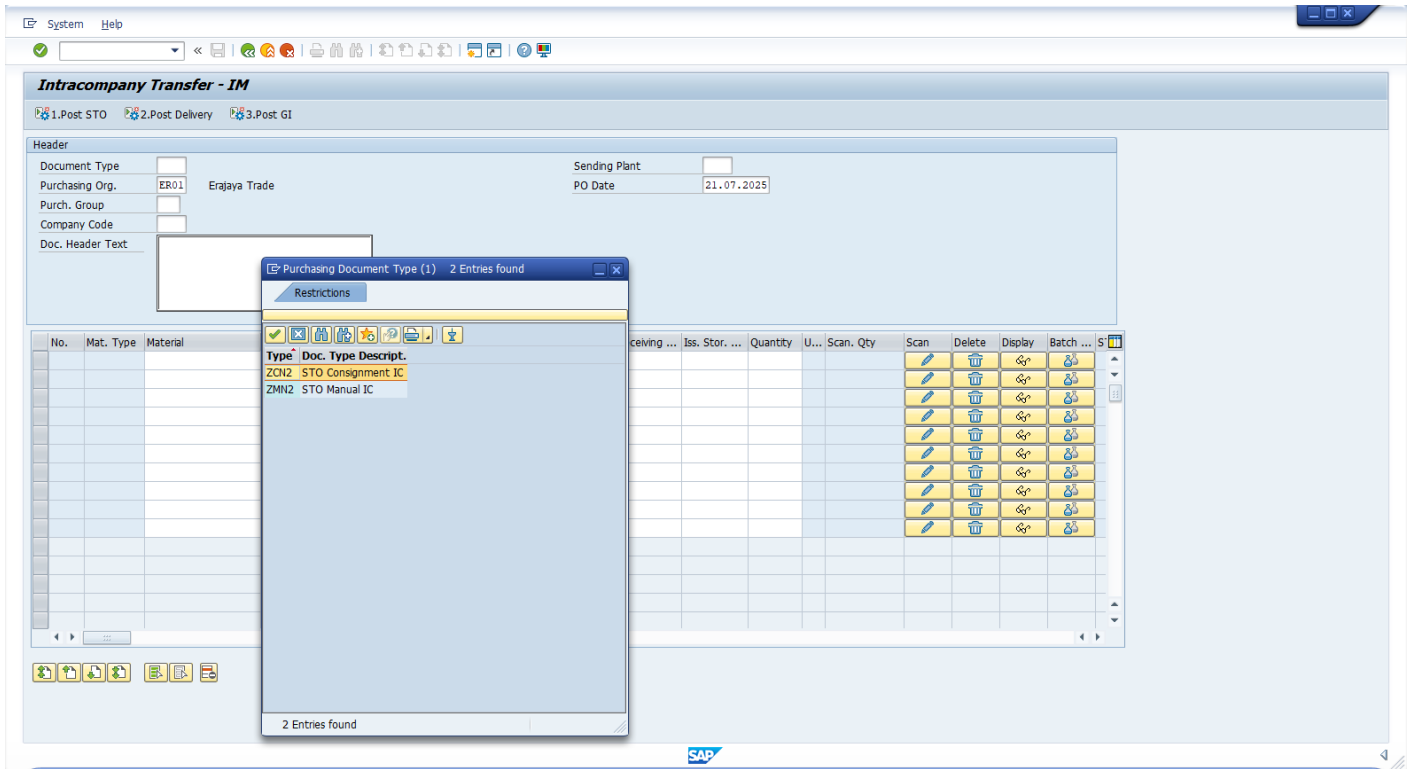 System Help
Intracompany Transfer - IM
1.Post STO 2.Post Delivery 3.Post GI
Header
Document Type Sending Plant
Purchasing Org. ER01 Erajaya Trade PO Date 21.07.2025
Purch. Group
Company Code
Doc. Header Text
Purchasing Document Type (1) 2 Entries found
Restrictions
No. Mat. Type Material ceiving ... Iss. Stor. ... Quantity U... Scan. Qty Scan Delete Display Batch ... S
Type Doc. Type Descript.
ZCN2 STO Consignment IC
ZMN2 STO Manual IC
2 Entries found
SAP